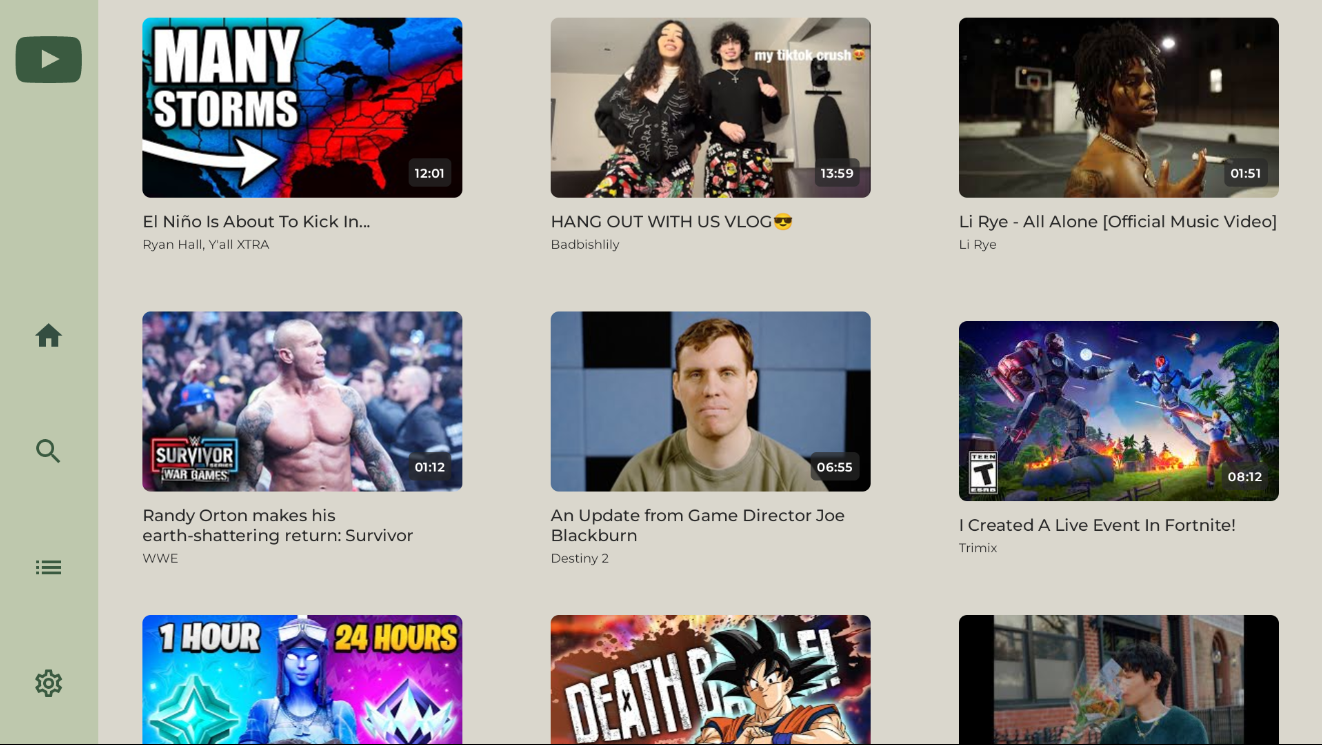 MANY
STORMS
12:01
my tiktok crush😍
13:59
01:51
El Niño Is About To Kick In...
Ryan Hall, Y'all XTRA
HANG OUT WITH US VLOG😎
Badbishlily
Li Rye - All Alone [Official Music Video]
Li Rye
SURVIVOR
SERIES
WAR GAMES
01:12
06:55
TEEN
T
ESRB
08:12
Randy Orton makes his
earth-shattering return: Survivor
WWE
An Update from Game Director Joe
Blackburn
Destiny 2
I Created A Live Event In Fortnite!
Trimix
1 HOUR
24 HOURS
DEATH